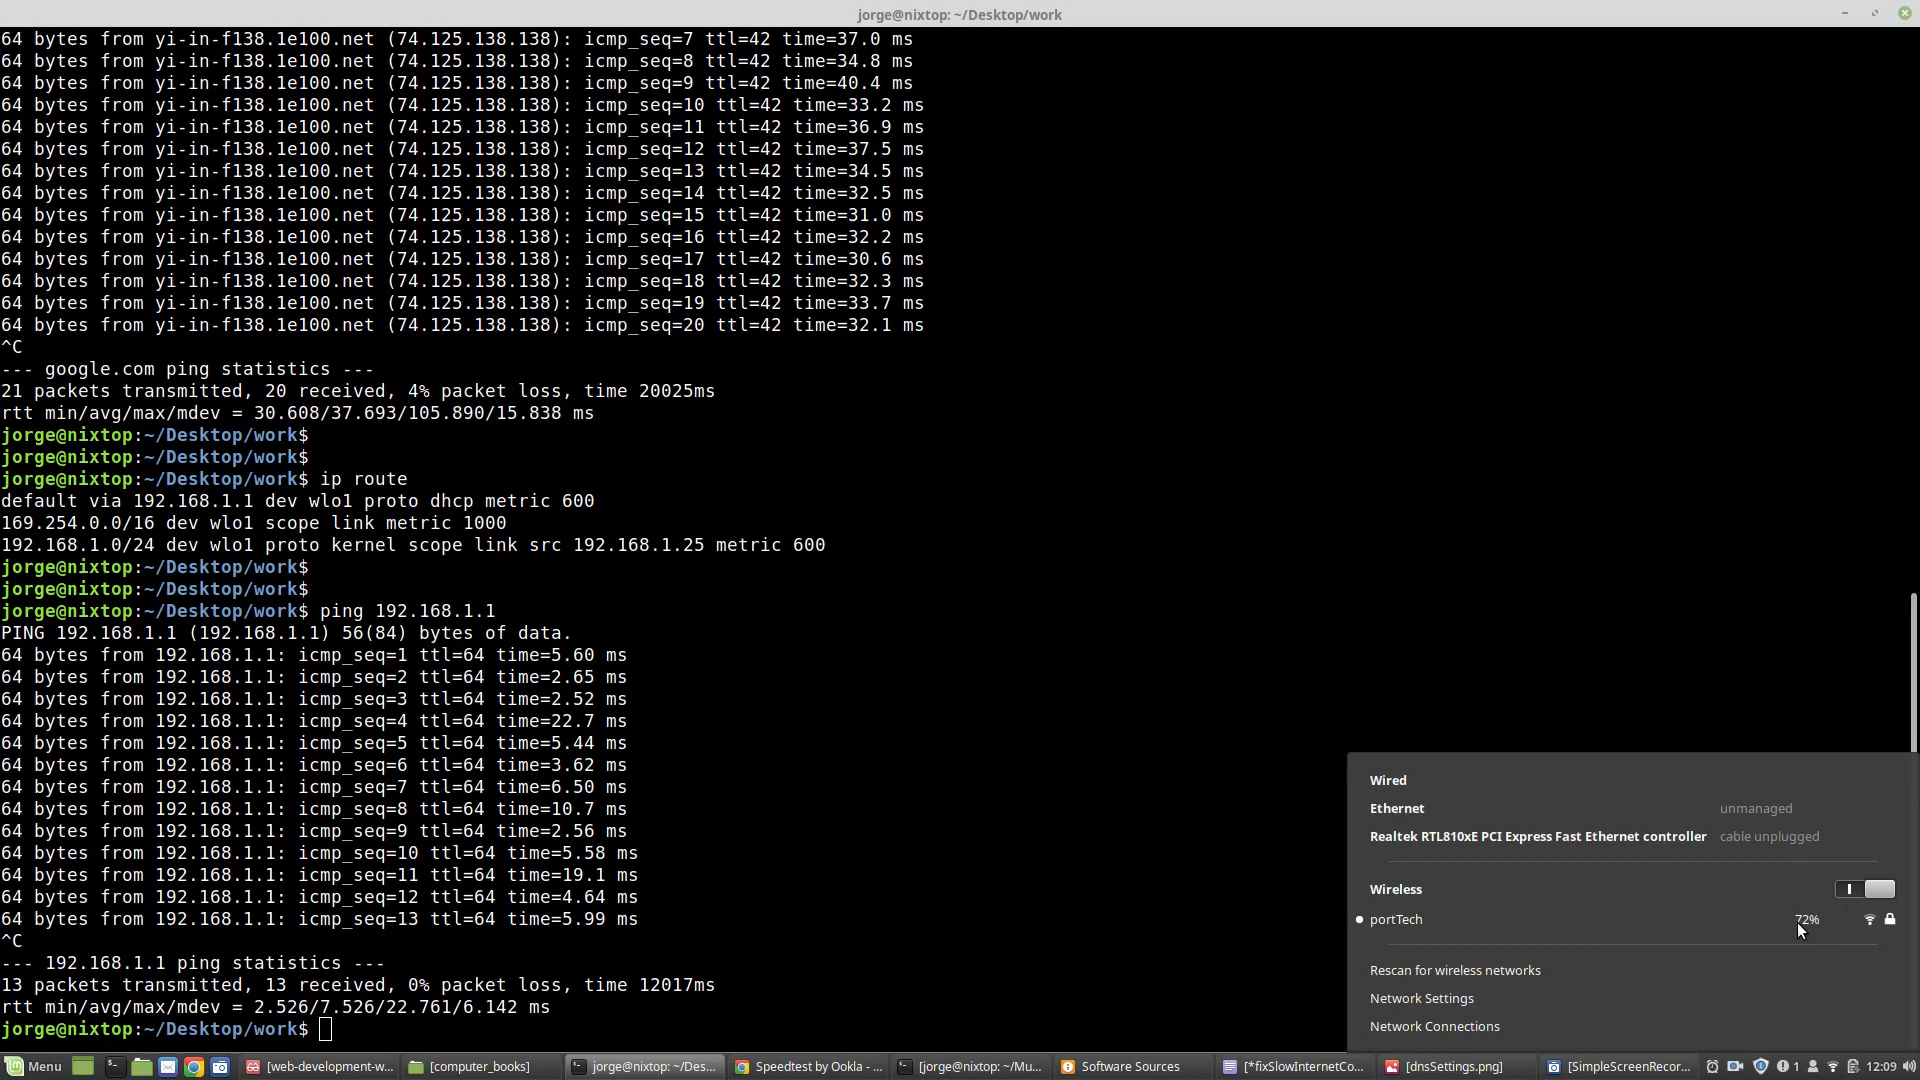 jorge@nixtop: ~/Desktop/work
64 bytes from yi-in-f138.1e100.net (74.125.138.138): icmp_seq=7 ttl=42 time=37.0 ms
64 bytes from yi-in-f138.1e100.net (74.125.138.138): icmp_seq=8 ttl=42 time=34.8 ms
64 bytes from yi-in-f138.1e100.net (74.125.138.138): icmp_seq=9 ttl=42 time=40.4 ms
64 bytes from yi-in-f138.1e100.net (74.125.138.138): icmp_seq=10 ttl=42 time=33.2 ms
64 bytes from yi-in-f138.1e100.net (74.125.138.138): icmp_seq=11 ttl=42 time=36.9 ms
64 bytes from yi-in-f138.1e100.net (74.125.138.138): icmp_seq=12 ttl=42 time=37.5 ms
64 bytes from yi-in-f138.1e100.net (74.125.138.138): icmp_seq=13 ttl=42 time=34.5 ms
64 bytes from yi-in-f138.1e100.net (74.125.138.138): icmp_seq=14 ttl=42 time=32.5 ms
64 bytes from yi-in-f138.1e100.net (74.125.138.138): icmp_seq=15 ttl=42 time=31.0 ms
64 bytes from yi-in-f138.1e100.net (74.125.138.138): icmp_seq=16 ttl=42 time=32.2 ms
64 bytes from yi-in-f138.1e100.net (74.125.138.138): icmp_seq=17 ttl=42 time=30.6 ms
64 bytes from yi-in-f138.1e100.net (74.125.138.138): icmp_seq=18 ttl=42 time=32.3 ms
64 bytes from yi-in-f138.1e100.net (74.125.138.138): icmp_seq=19 ttl=42 time=33.7 ms
64 bytes from yi-in-f138.1e100.net (74.125.138.138): icmp_seq=20 ttl=42 time=32.1 ms
^C
--- google.com ping statistics ---
21 packets transmitted, 20 received, 4% packet loss, time 20025ms
rtt min/avg/max/mdev = 30.608/37.693/105.890/15.838 ms
jorge@nixtop:~/Desktop/work$
jorge@nixtop:~/Desktop/work$
jorge@nixtop:~/Desktop/work$ ip route
default via 192.168.1.1 dev wlo1 proto dhcp metric 600
169.254.0.0/16 dev wlo1 scope link metric 1000
192.168.1.0/24 dev wlo1 proto kernel scope link src 192.168.1.25 metric 600
jorge@nixtop:~/Desktop/work$
jorge@nixtop:~/Desktop/work$
jorge@nixtop:~/Desktop/work$ ping 192.168.1.1
PING 192.168.1.1 (192.168.1.1) 56(84) bytes of data.
64 bytes from 192.168.1.1: icmp_seq=1 ttl=64 time=5.60 ms
64 bytes from 192.168.1.1: icmp_seq=2 ttl=64 time=2.65 ms
64 bytes from 192.168.1.1: icmp_seq=3 ttl=64 time=2.52 ms
64 bytes from 192.168.1.1: icmp_seq=4 ttl=64 time=22.7 ms
64 bytes from 192.168.1.1: icmp_seq=5 ttl=64 time=5.44 ms
64 bytes from 192.168.1.1: icmp_seq=6 ttl=64 time=3.62 ms
64 bytes from 192.168.1.1: icmp_seq=7 ttl=64 time=6.50 ms
64 bytes from 192.168.1.1: icmp_seq=8 ttl=64 time=10.7 ms
64 bytes from 192.168.1.1: icmp_seq=9 ttl=64 time=2.56 ms
64 bytes from 192.168.1.1: icmp_seq=10 ttl=64 time=5.58 ms
64 bytes from 192.168.1.1: icmp_seq=11 ttl=64 time=19.1 ms
64 bytes from 192.168.1.1: icmp_seq=12 ttl=64 time=4.64 ms
64 bytes from 192.168.1.1: icmp_seq=13 ttl=64 time=5.99 ms
^C
--- 192.168.1.1 ping statistics ---
13 packets transmitted, 13 received, 0% packet loss, time 12017ms
rtt min/avg/max/mdev = 2.526/7.526/22.761/6.142 ms
jorge@nixtop:~/Desktop/work$
Wired
Ethernet unmanaged
Realtek RTL810xE PCI Express Fast Ethernet controller cable unplugged
Wireless
portTech 72%
Rescan for wireless networks
Network Settings
Network Connections
Menu [web-development-w... [computer_books] jorge@nixtop: ~/Des... Speedtest by Ookla - ... [jorge@nixtop: ~/Mu... Software Sources [*fixSlowInternetCo... [dnsSettings.png] [SimpleScreenRecor... 1 12:09